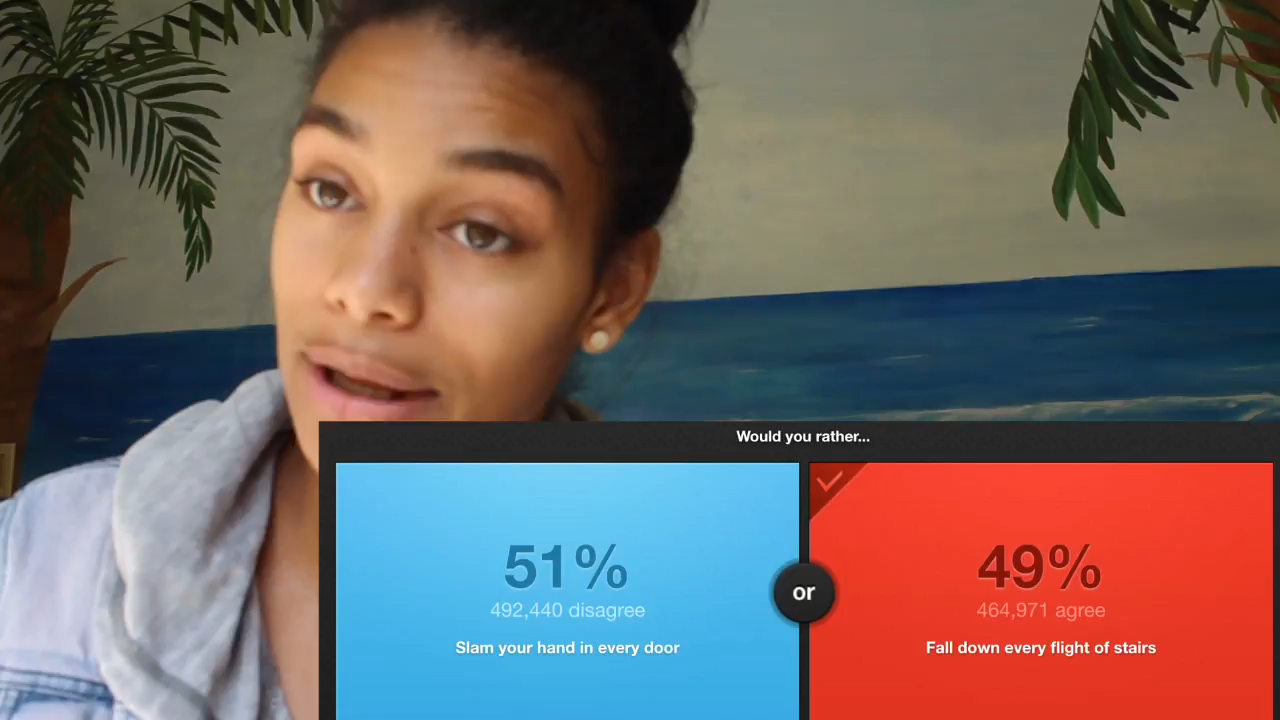 Would you rather...
51%
492,440 disagree
Slam your hand in every door
or
49%
464,971 agree
Fall down every flight of stairs